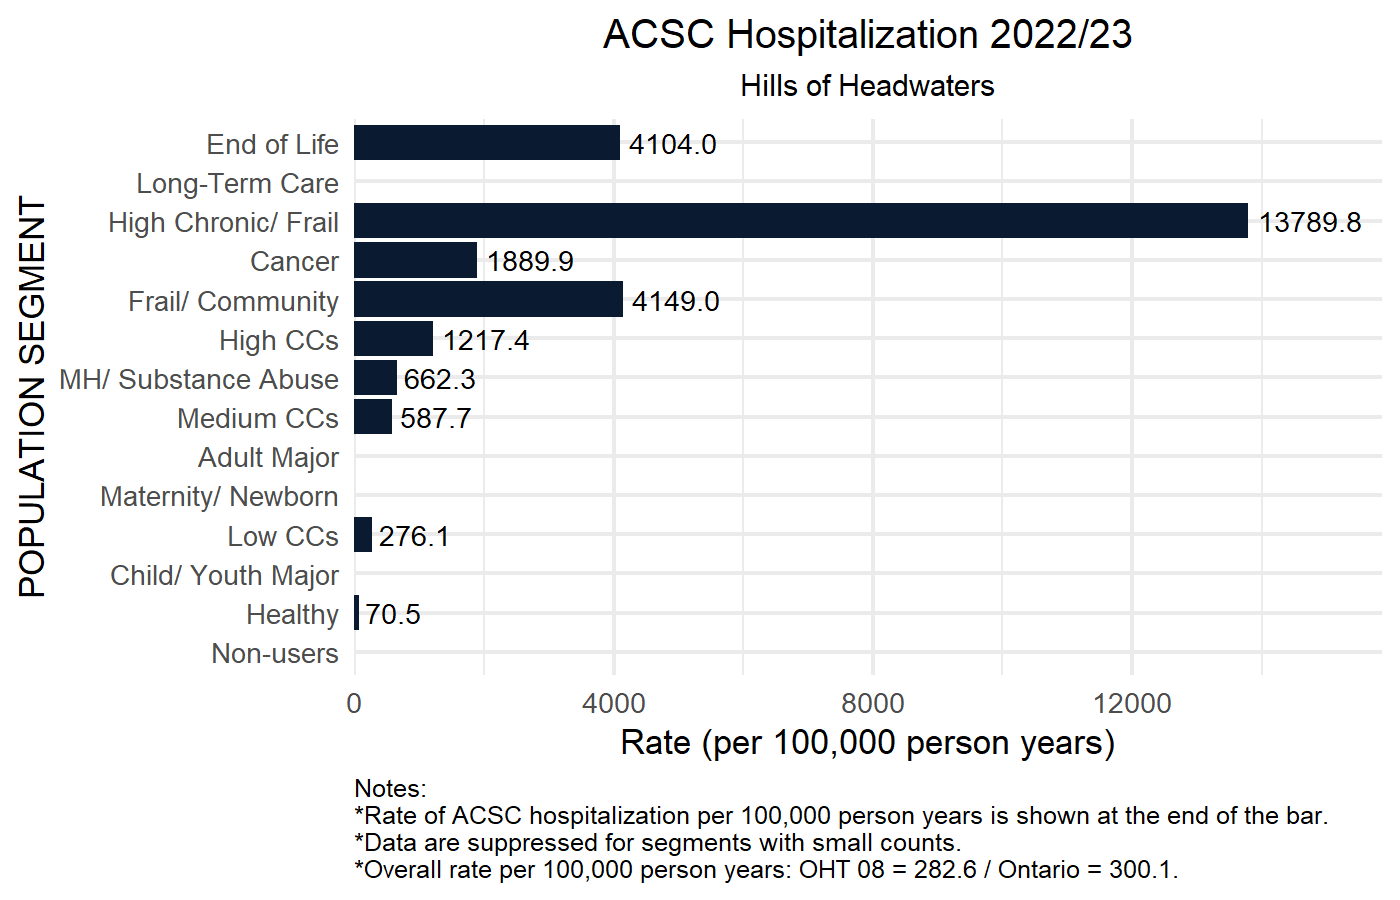 ACSC Hospitalization 2022/23
Hills of Headwaters
POPULATION SEGMENT
End of Life 4104.0
Long-Term Care
High Chronic/ Frail 13789.8
Cancer 1889.9
Frail/ Community 4149.0
High CCs 1217.4
MH/ Substance Abuse 662.3
Medium CCs 587.7
Adult Major
Maternity/ Newborn
Low CCs 276.1
Child/ Youth Major
Healthy 70.5
Non-users
0 4000 8000 12000
Rate (per 100,000 person years)
Notes:
*Rate of ACSC hospitalization per 100,000 person years is shown at the end of the bar.
*Data are suppressed for segments with small counts.
*Overall rate per 100,000 person years: OHT 08 = 282.6 / Ontario = 300.1.